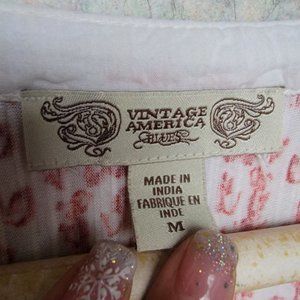 VINTAGE
AMERICA
BLUES
MADE IN
INDIA
FABRIQUE EN
INDE
M